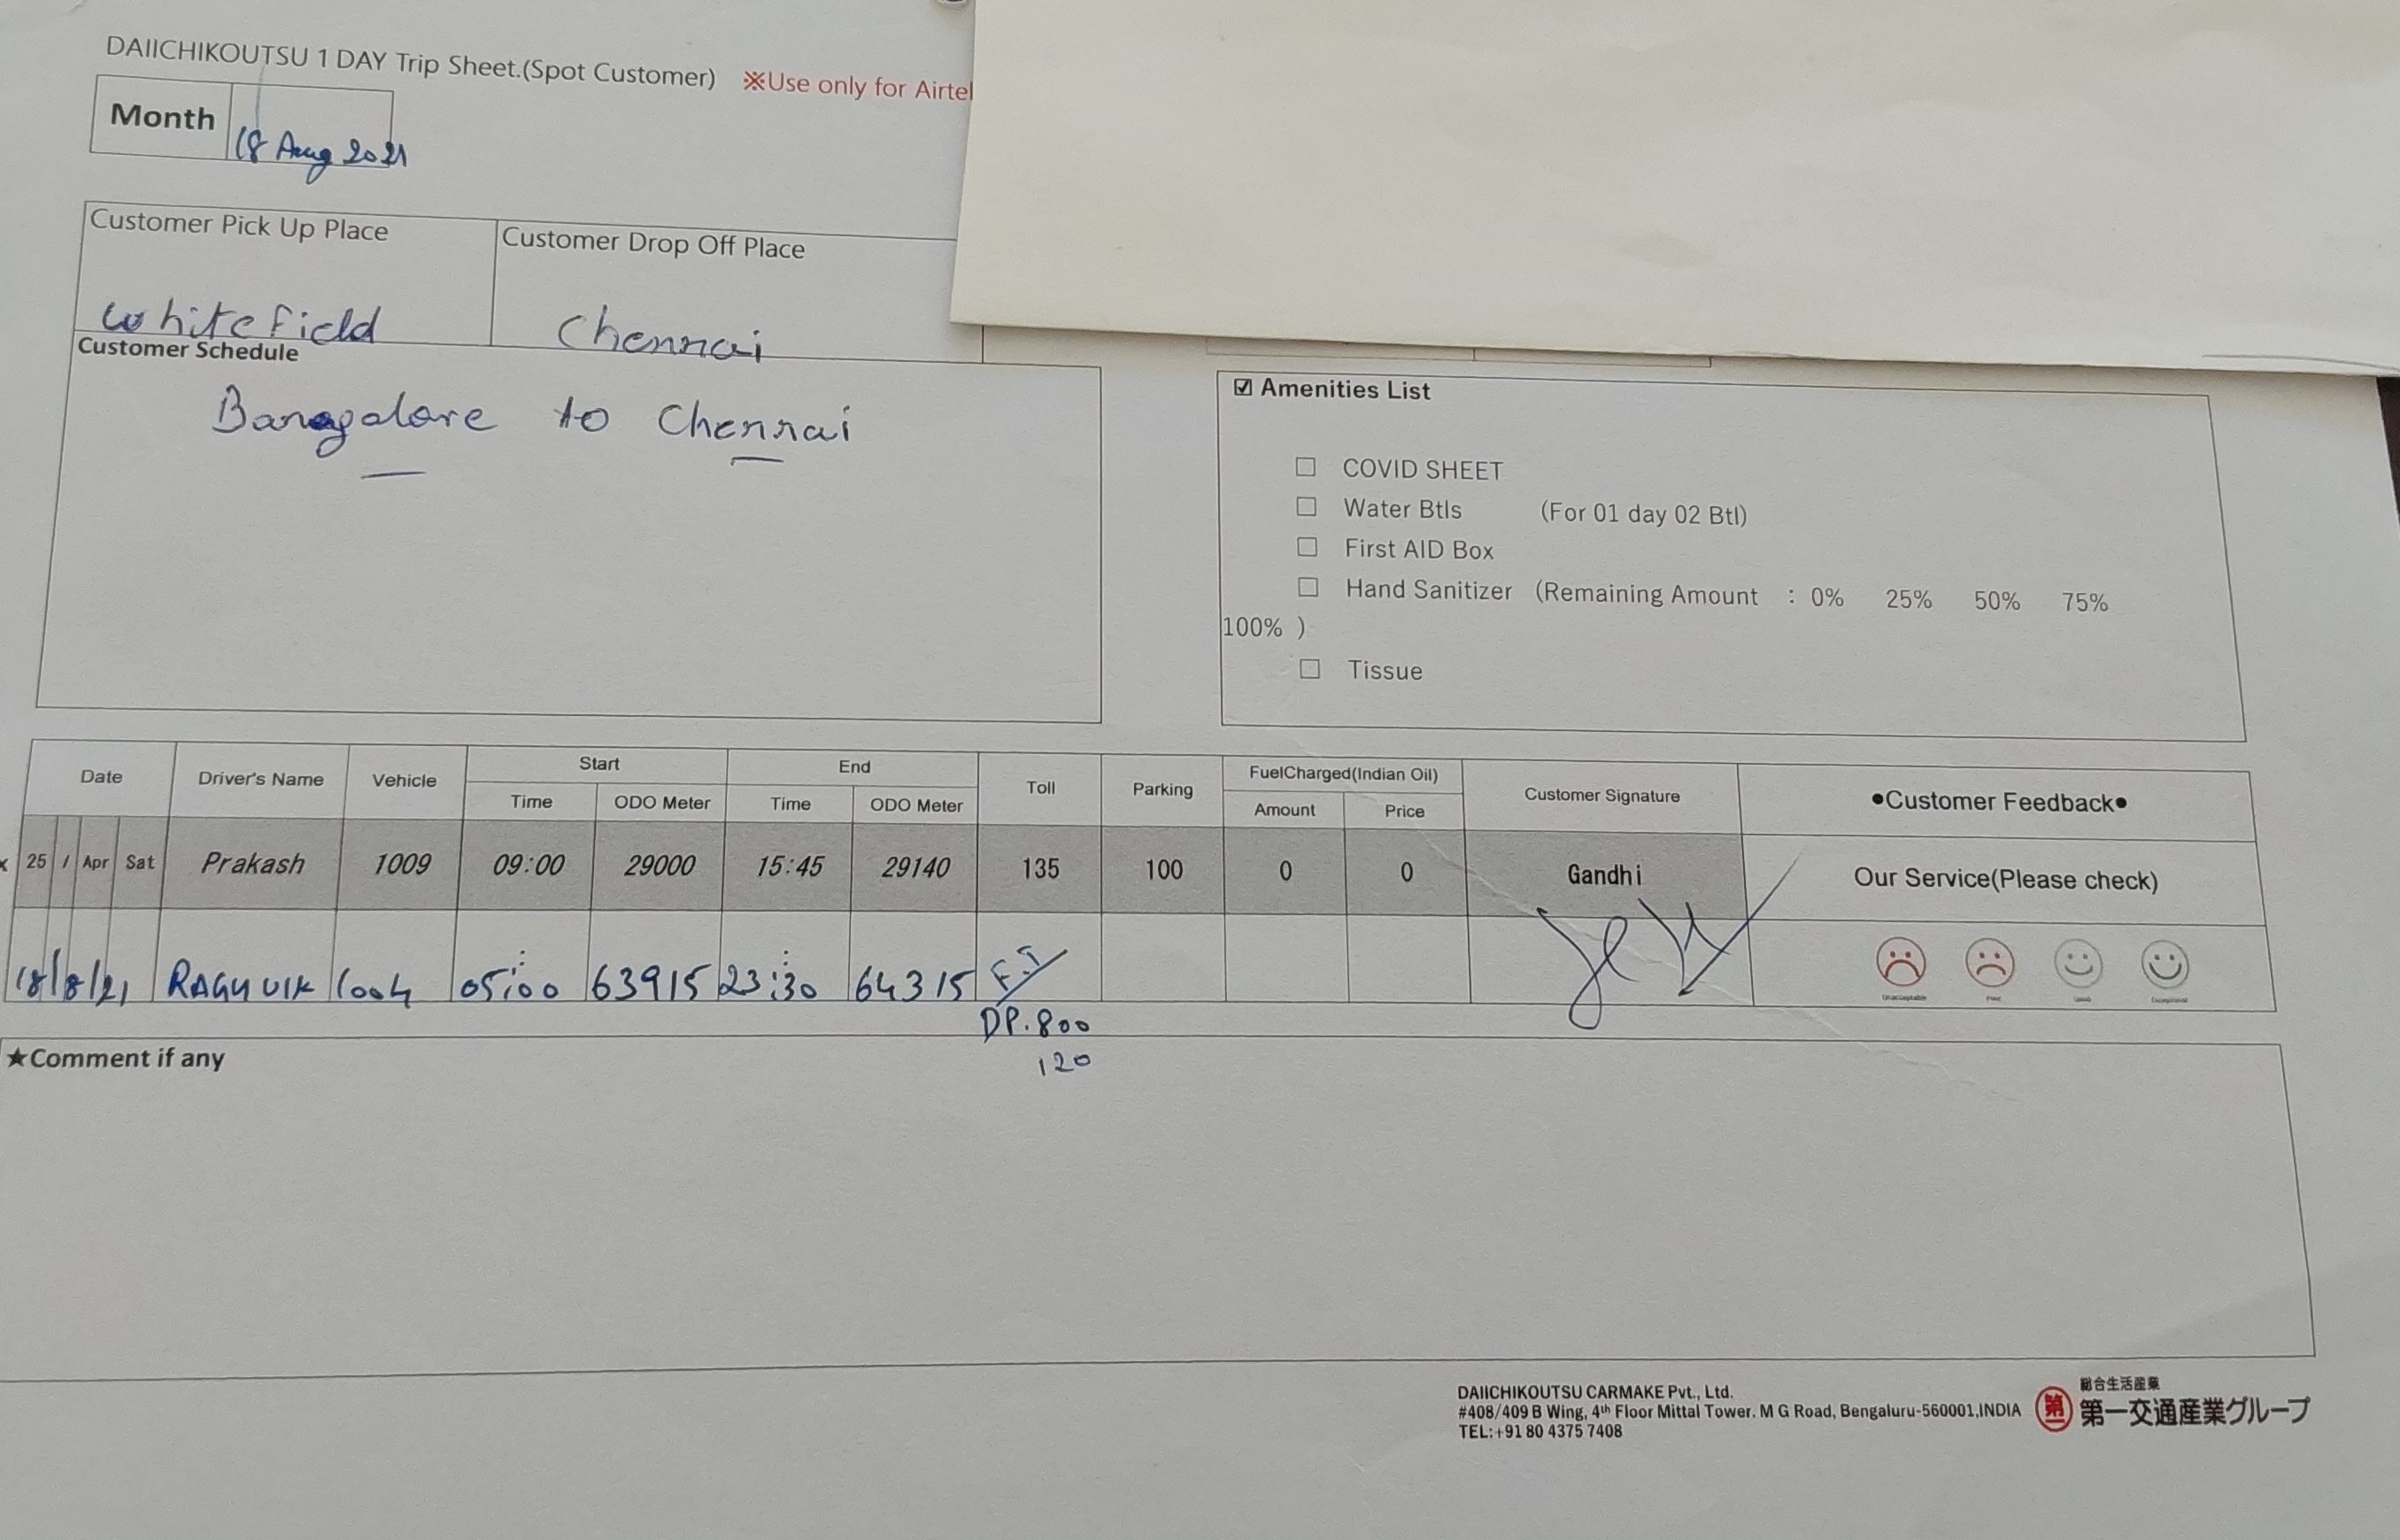 DAIICHIKOUTSU 1 DAY Trip Sheet.(Spot Customer) ※Use only for Airtel
Month 18 Aug 2021
Customer Pick Up Place Customer Drop Off Place
Whitefield Chennai
Customer Schedule
Bangalore to Chennai
☑ Amenities List
☐ COVID SHEET
☐ Water Btls (For 01 day 02 Btl)
☐ First AID Box
☐ Hand Sanitizer (Remaining Amount : 0% 25% 50% 75%
100% )
☐ Tissue
Date Driver's Name Vehicle Start End Toll Parking FuelCharged(Indian Oil) Customer Signature ●Customer Feedback●
Time ODO Meter Time ODO Meter Amount Price
25 / Apr Sat Prakash 1009 09:00 29000 15:45 29140 135 100 0 0 Gandhi Our Service(Please check)
18/8/21 1004 05:00 63915 23:30 64315
Unacceptable Poor Good Exceptional
DP.800
120
★Comment if any
DAIICHIKOUTSU CARMAKE Pvt., Ltd.
#408/409 B Wing, 4th Floor Mittal Tower. M G Road, Bengaluru-560001,INDIA
TEL:+91 80 4375 7408
総合生活産業
第一 第一交通産業グループ